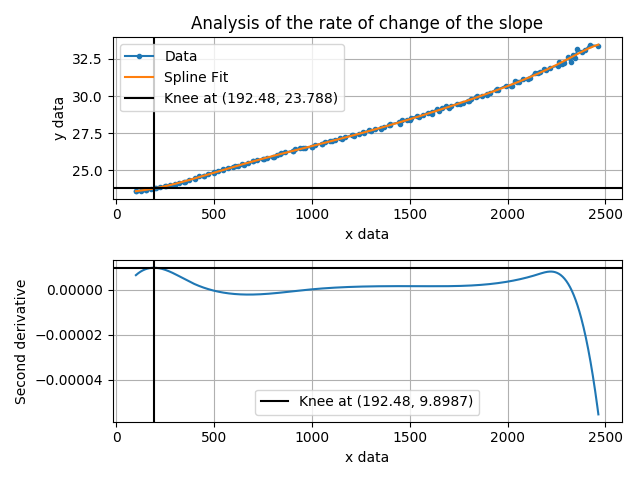 Analysis of the rate of change of the slope
Data
Spline Fit
Knee at (192.48, 23.788)
32.5
30.0
27.5
25.0
y data
0
500
1000
1500
2000
2500
x data
0.00000
−0.00002
−0.00004
Second derivative
Knee at (192.48, 9.8987)
0
500
1000
1500
2000
2500
x data